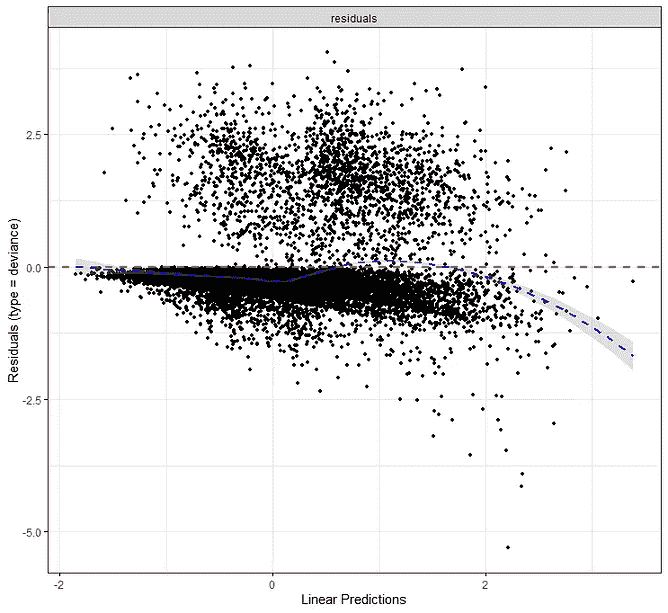 residuals
Residuals (type = deviance)
2.5
0.0
-2.5
-5.0
-2
0
2
Linear Predictions